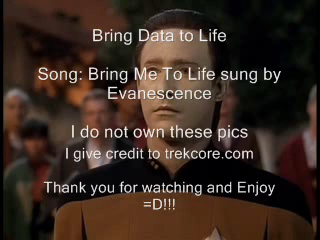 Bring Data to Life
Song: Bring Me To Life sung by
Evanescence
I do not own these pics
I give credit to trekcore.com
Thank you for watching and Enjoy
=D!!!